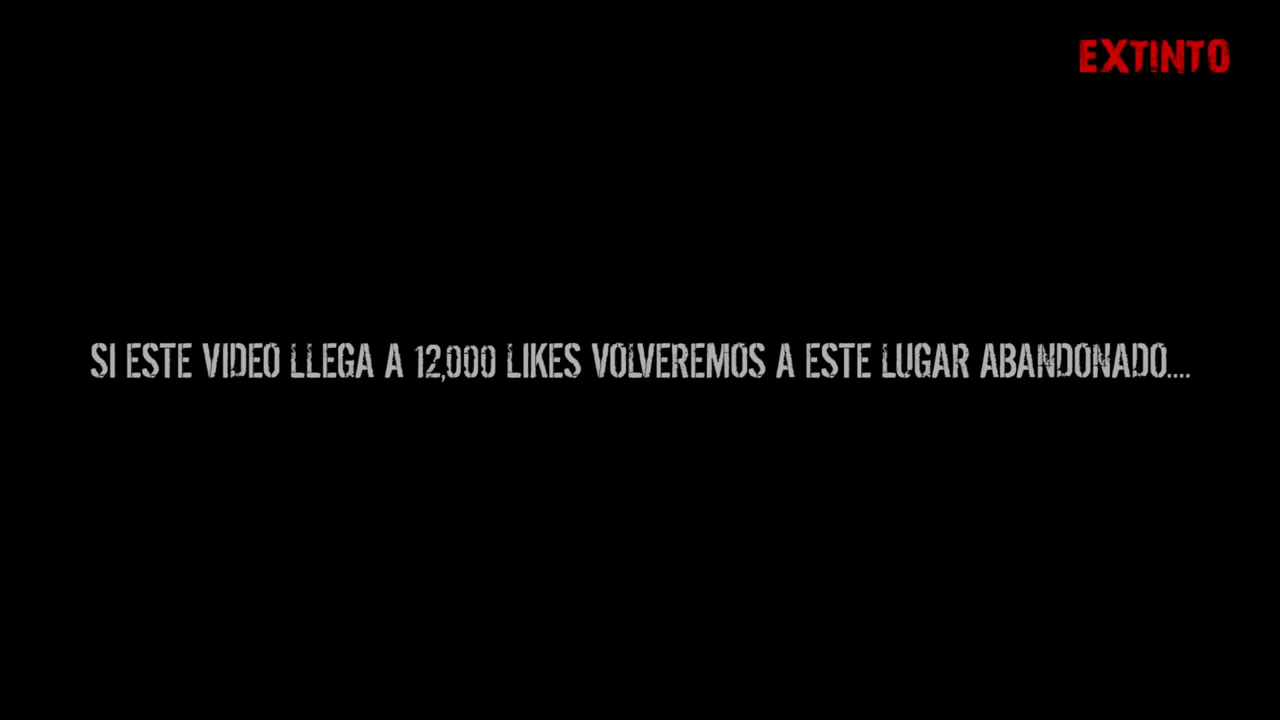 EXTINTO
SI ESTE VIDEO LLEGA A 12,000 LIKES VOLVEREMOS A ESTE LUGAR ABANDONADO....